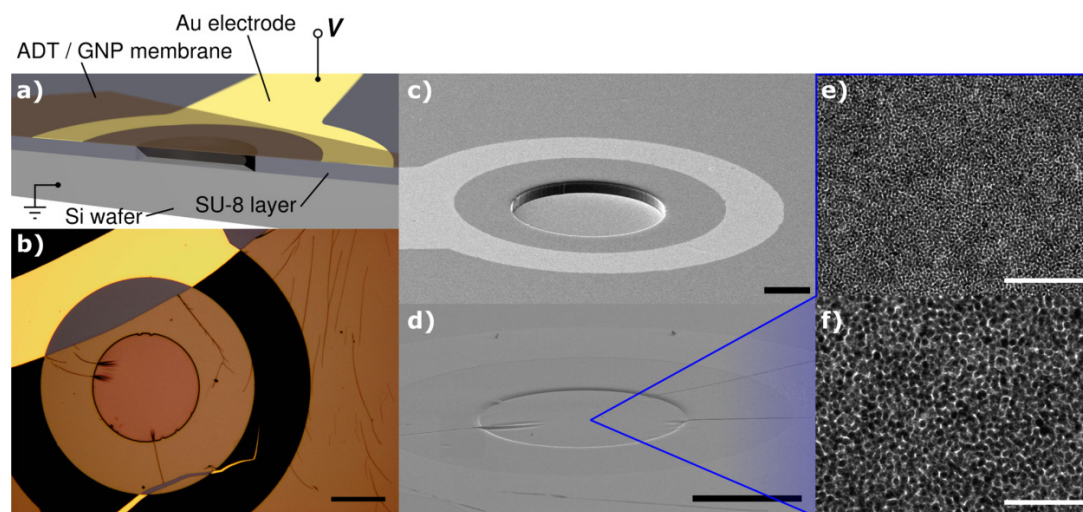 Au electrode
V
ADT / GNP membrane
a)
SU-8 layer
Si wafer
b)
c)
d)
e)
f)